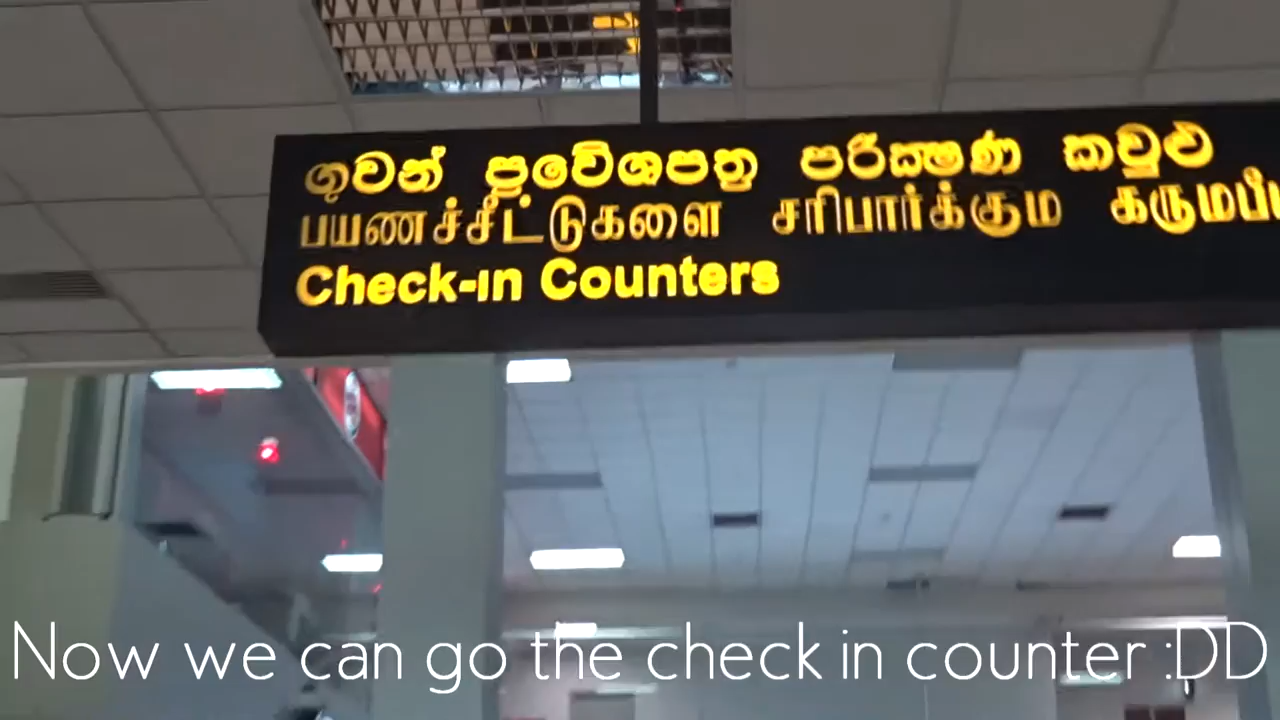 ගුවන් ප්‍රවේශපත්‍ර පරීක්ෂණ කවුළු
பயணச்சீட்டுகளை சரிபார்க்கும
Check-in Counters
Now we can go the check in counter :DD